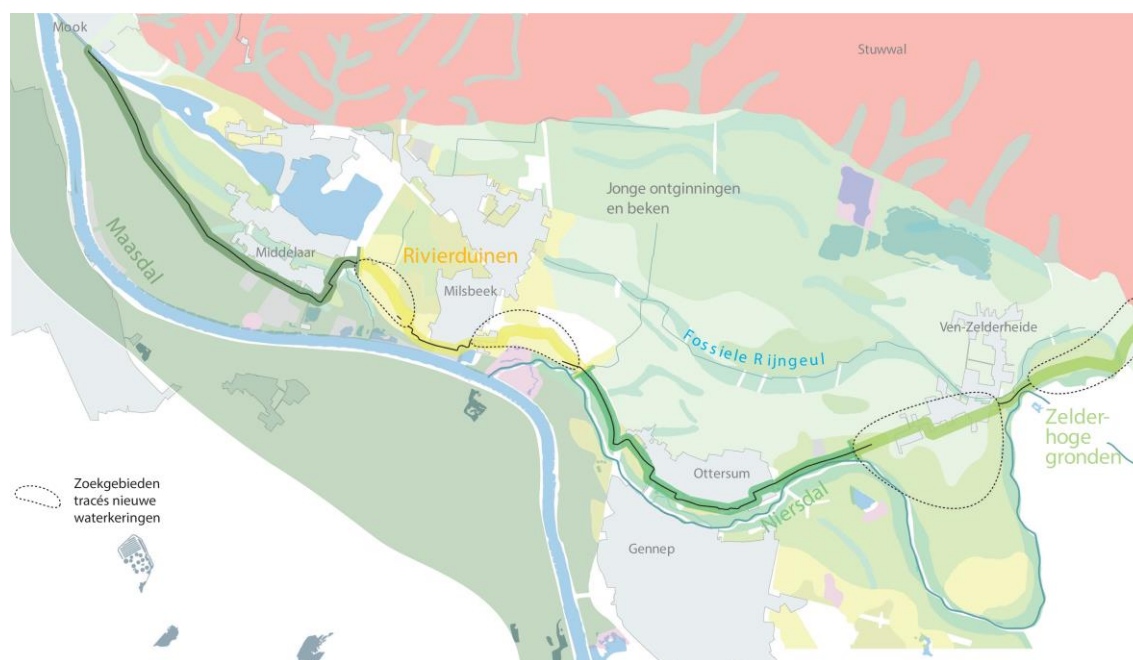 Mook
Stuwwal
Jonge ontginningen
en beken
Maasdal
Middelaar
Rivierduinen
Milsbeek
Fossiele Rijngeul
Ven-Zelderheide
Zelder-
hoge
gronden
Zoekgebieden
tracés nieuwe
waterkeringen
Ottersum
Niersdal
Gennep